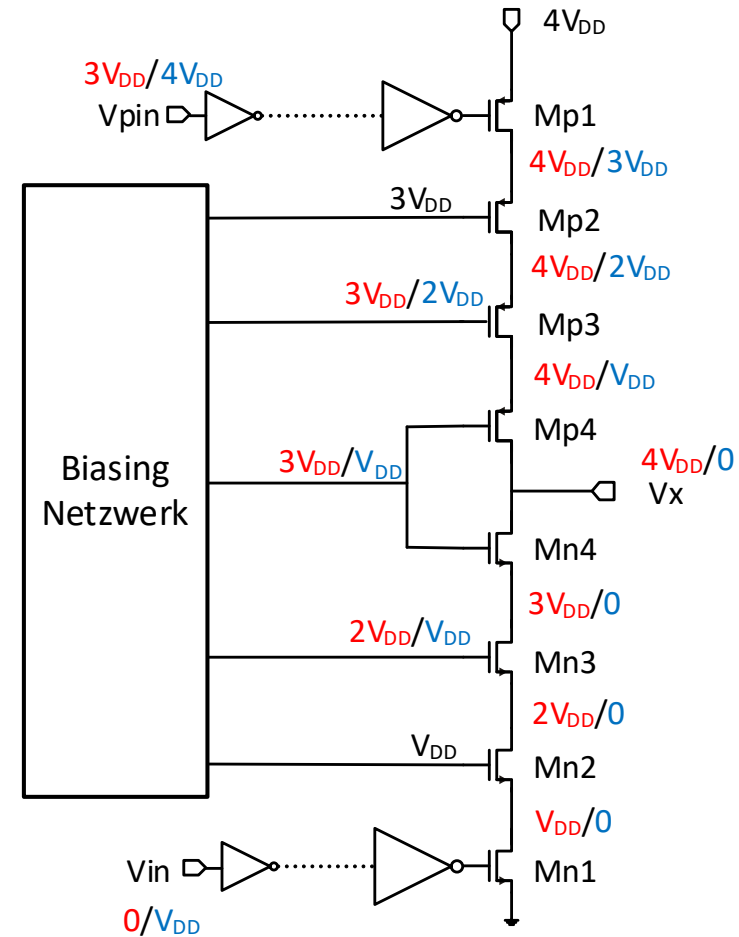 4VDD
3VDD/4VDD
Vpin
Mp1
4VDD/3VDD
3VDD
Mp2
4VDD/2VDD
3VDD/2VDD
Mp3
4VDD/VDD
Mp4
Biasing
Netzwerk
3VDD/VDD
4VDD/0
Vx
Mn4
3VDD/0
2VDD/VDD
Mn3
2VDD/0
VDD
Mn2
VDD/0
Vin
Mn1
0/VDD